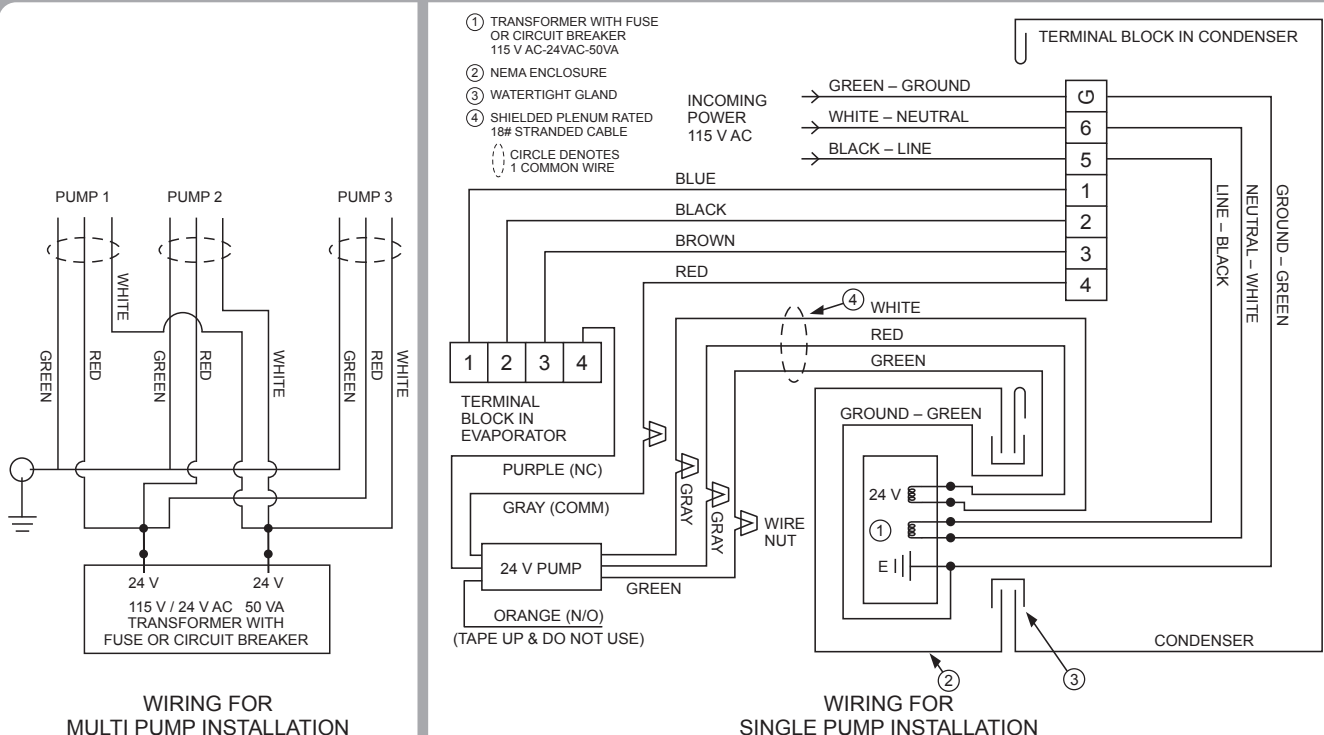 PUMP 1
PUMP 2
PUMP 3
WHITE
GREEN
RED
GREEN
RED
WHITE
GREEN
RED
WHITE
24 V
24 V
115 V / 24 V AC 50 VA
TRANSFORMER WITH
FUSE OR CIRCUIT BREAKER
WIRING FOR
MULTI PUMP INSTALLATION
1 TRANSFORMER WITH FUSE
OR CIRCUIT BREAKER
115 V AC-24VAC-50VA
2 NEMA ENCLOSURE
3 WATERTIGHT GLAND
4 SHIELDED PLENUM RATED
18# STRANDED CABLE
CIRCLE DENOTES
1 COMMON WIRE
TERMINAL BLOCK IN CONDENSER
INCOMING
POWER
115 V AC
GREEN – GROUND
WHITE – NEUTRAL
BLACK – LINE
BLUE
BLACK
BROWN
RED
G
6
5
1
2
3
4
LINE – BLACK
NEUTRAL – WHITE
GROUND – GREEN
4
WHITE
RED
GREEN
1 2 3 4
TERMINAL
BLOCK IN
EVAPORATOR
PURPLE (NC)
GRAY (COMM)
GRAY
GRAY
WIRE
NUT
24 V PUMP
GREEN
ORANGE (N/O)
(TAPE UP & DO NOT USE)
GROUND – GREEN
24 V
1
E
CONDENSER
2
3
WIRING FOR
SINGLE PUMP INSTALLATION